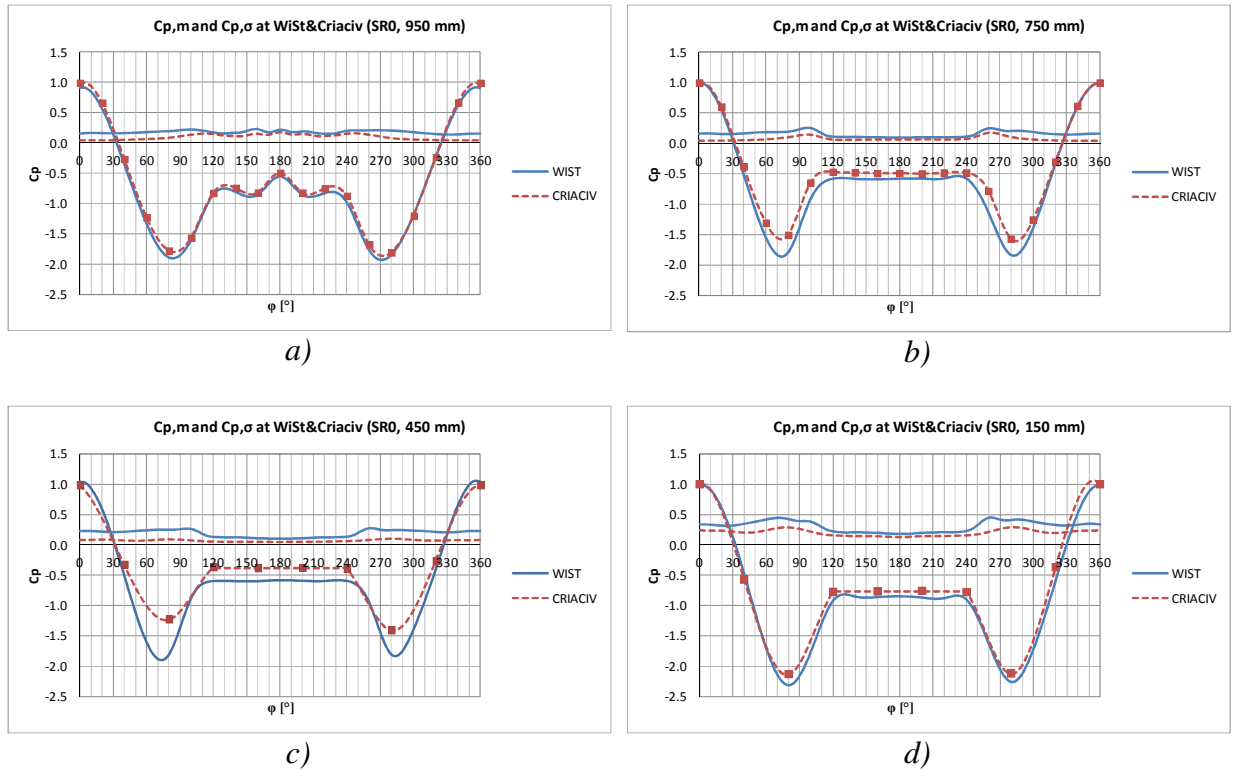 Cp,m and Cp,σ at WiSt&Criaciv (SR0, 950 mm)
1.5
1.0
0.5
0.0
-0.5
-1.0
-1.5
-2.0
-2.5
Cp
0 30 60 90 120 150 180 210 240 270 300 330 360
φ [°]
WIST
CRIACIV
a)
Cp,m and Cp,σ at WiSt&Criaciv (SR0, 750 mm)
1.5
1.0
0.5
0.0
-0.5
-1.0
-1.5
-2.0
-2.5
Cp
0 30 60 90 120 150 180 210 240 270 300 330 360
φ [°]
WIST
CRIACIV
b)
Cp,m and Cp,σ at WiSt&Criaciv (SR0, 450 mm)
1.5
1.0
0.5
0.0
-0.5
-1.0
-1.5
-2.0
-2.5
Cp
0 30 60 90 120 150 180 210 240 270 300 330 360
φ [°]
WIST
CRIACIV
c)
Cp,m and Cp,σ at WiSt&Criaciv (SR0, 150 mm)
1.5
1.0
0.5
0.0
-0.5
-1.0
-1.5
-2.0
-2.5
Cp
0 30 60 90 120 150 180 210 240 270 300 330 360
φ [°]
WIST
CRIACIV
d)